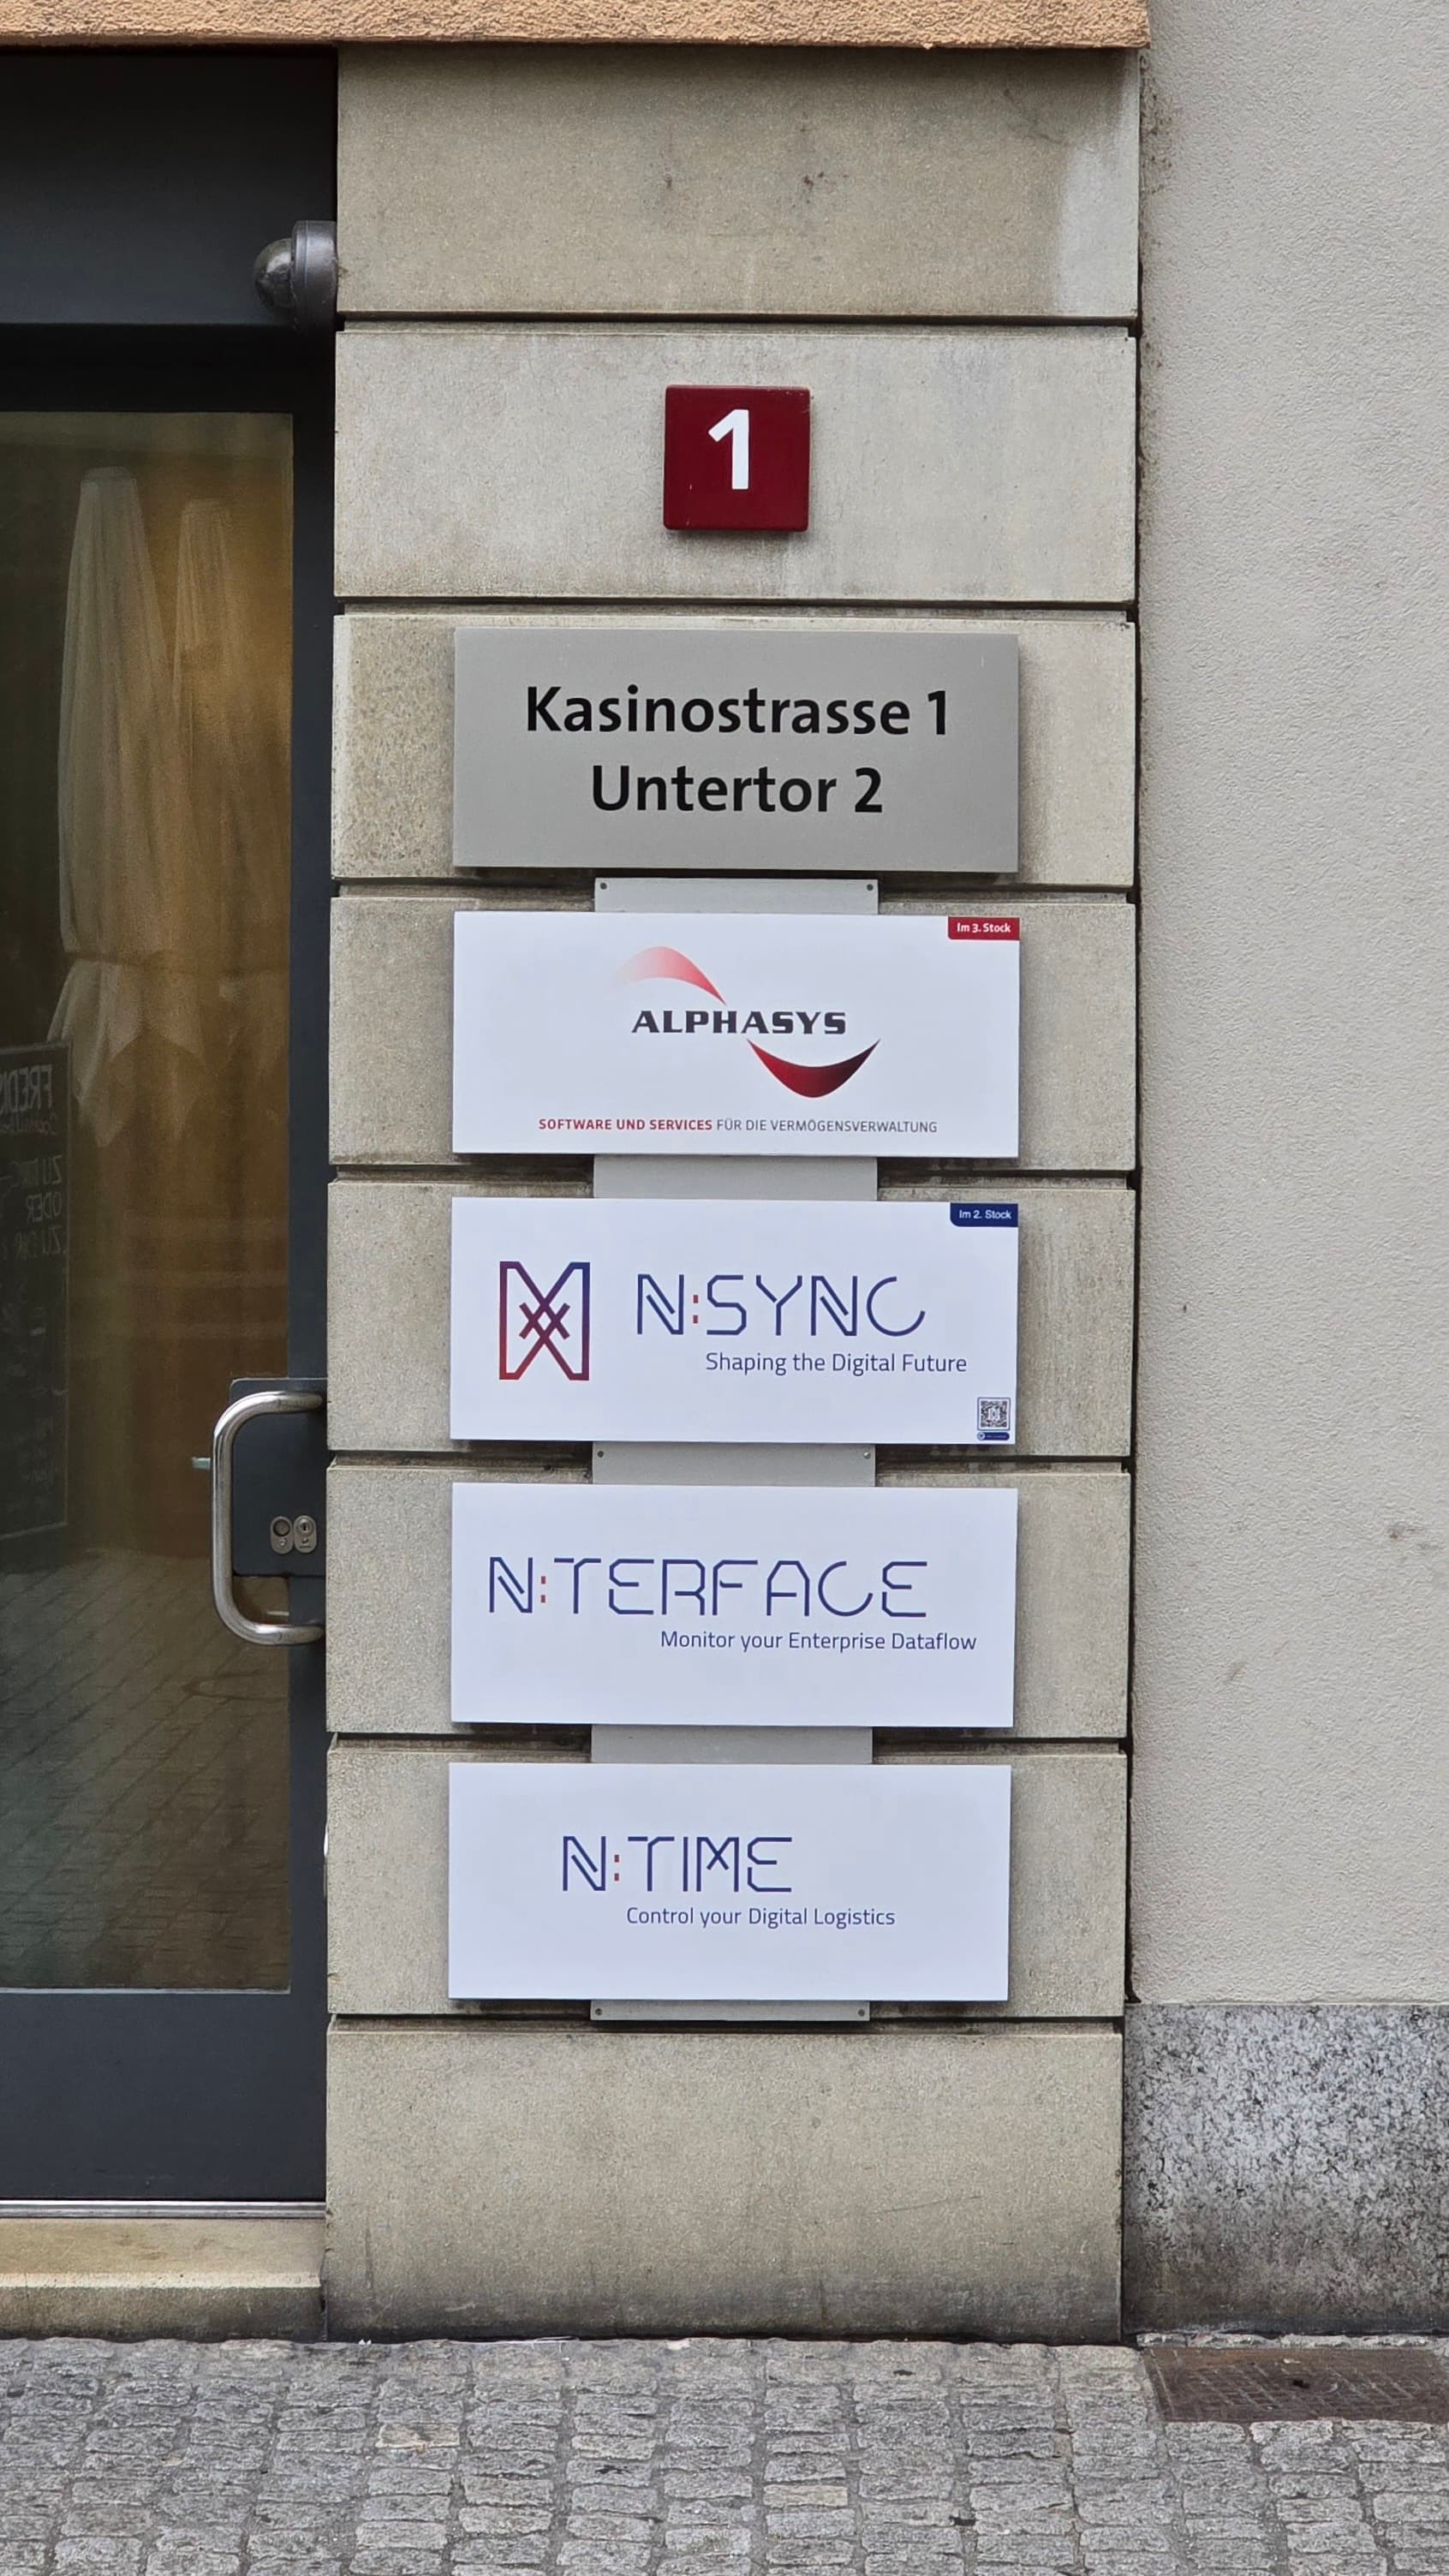 1
Kasinostrasse 1
Untertor 2
Im 3. Stock
ALPHASYS
SOFTWARE UND SERVICES FÜR DIE VERMÖGENSVERWALTUNG
Im 2. Stock
N:SYNC
Shaping the Digital Future
N:TERFACE
Monitor your Enterprise Dataflow
N:TIME
Control your Digital Logistics
ODER